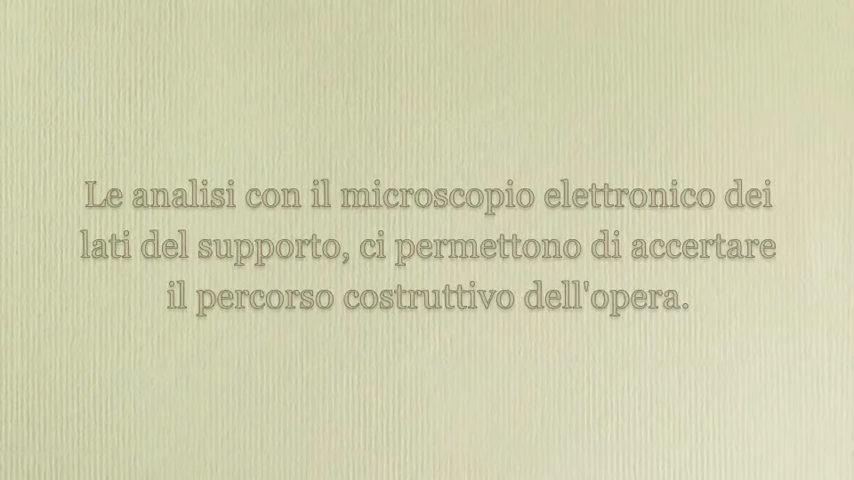 Le analisi con il microscopio elettronico dei
lati del supporto, ci permettono di accertare
il percorso costruttivo dell'opera.